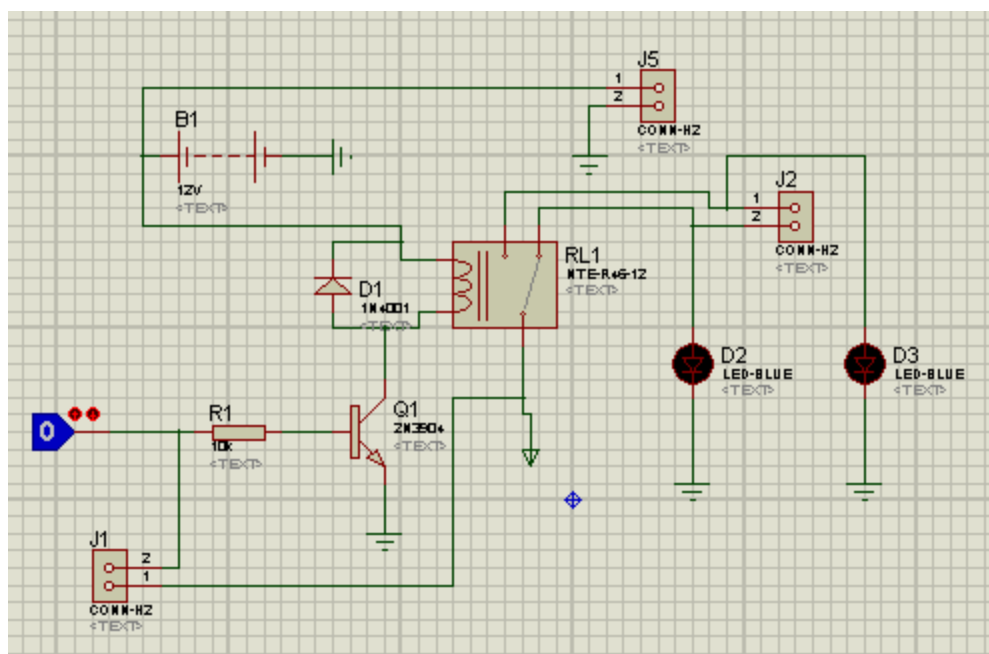 J5
1
2
CONN-H2
<TEXT>
B1
12V
<TEXT>
J2
1
2
CONN-H2
<TEXT>
RL1
NTE-R46-12
<TEXT>
D1
1N4001
<TEXT>
D2
LED-BLUE
<TEXT>
D3
LED-BLUE
<TEXT>
0
R1
10k
<TEXT>
Q1
2N3904
<TEXT>
J1
2
1
CONN-H2
<TEXT>